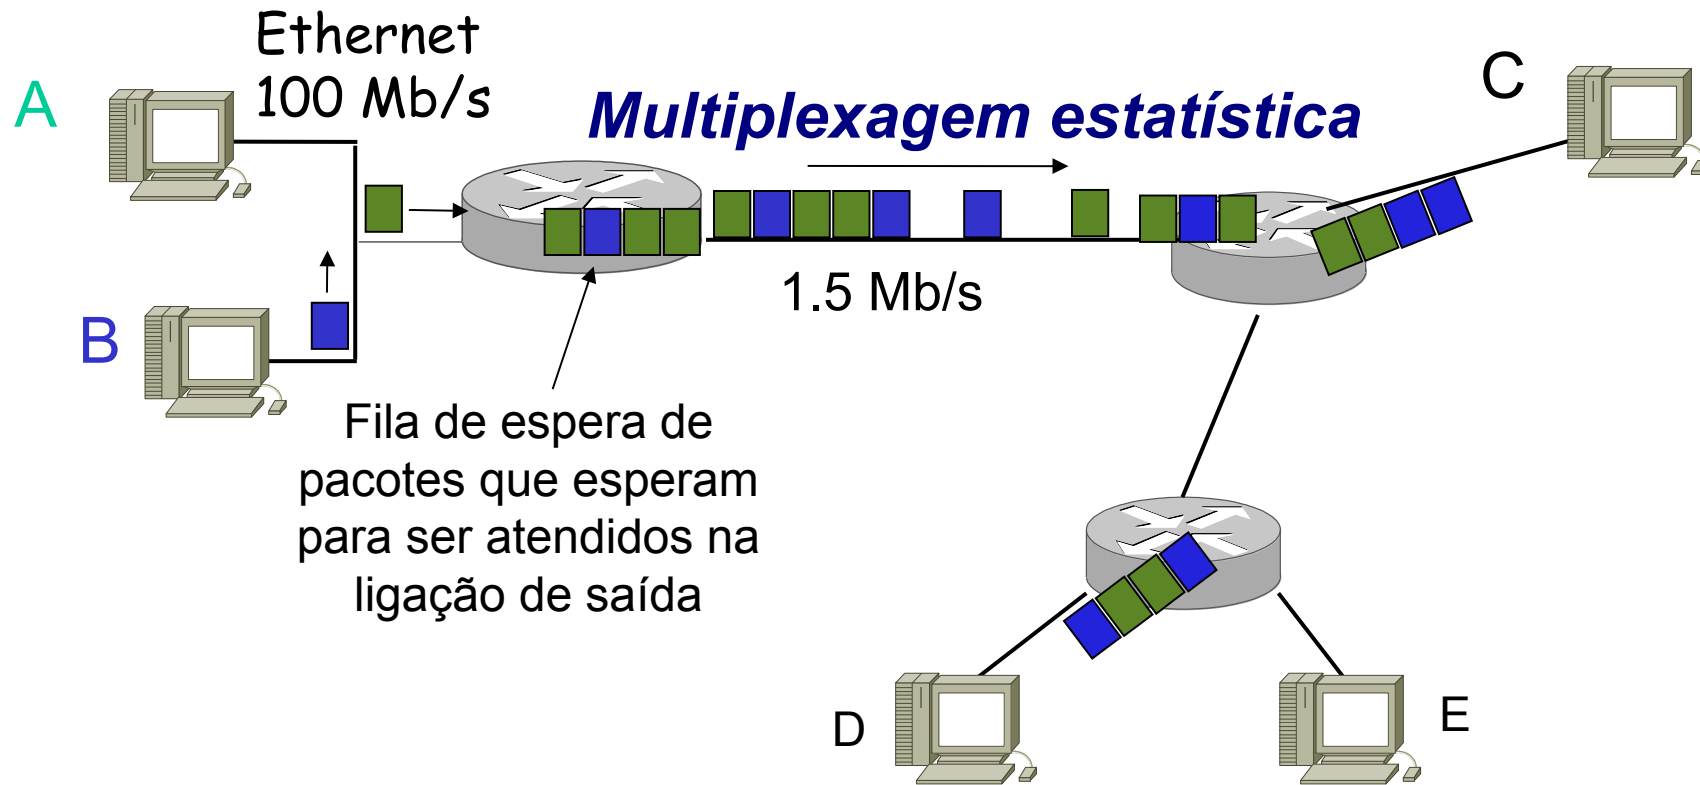 Ethernet
100 Mb/s
A
Multiplexagem estatística
C
1.5 Mb/s
B
Fila de espera de
pacotes que esperam
para ser atendidos na
ligação de saída
D
E